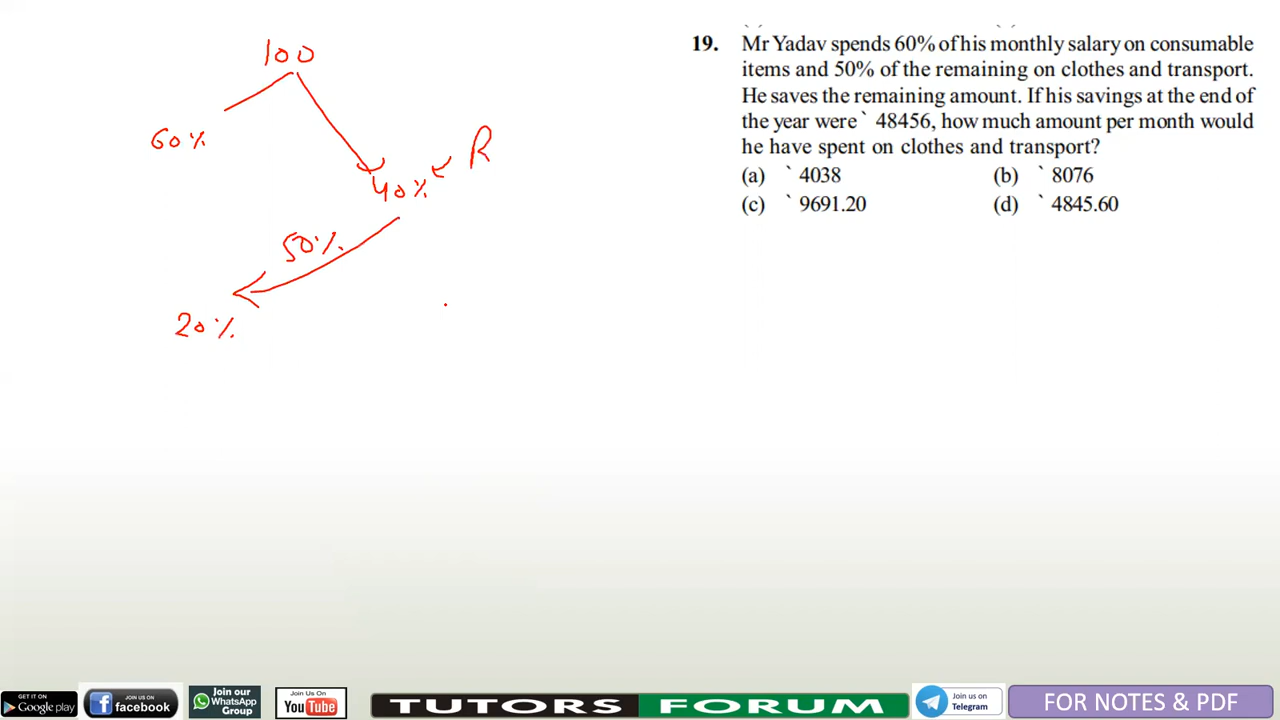 100
60%
R
40%
50%
20%
19. Mr Yadav spends 60% of his monthly salary on consumable
items and 50% of the remaining on clothes and transport.
He saves the remaining amount. If his savings at the end of
the year were ` 48456, how much amount per month would
he have spent on clothes and transport?
(a) ` 4038 (b) ` 8076
(c) ` 9691.20 (d) ` 4845.60
GET IT ON
Google play
JOIN US ON
facebook
Join our
WhatsApp
Group
Join Us On
YouTube
TUTORS FORUM
Join us on
Telegram
FOR NOTES & PDF